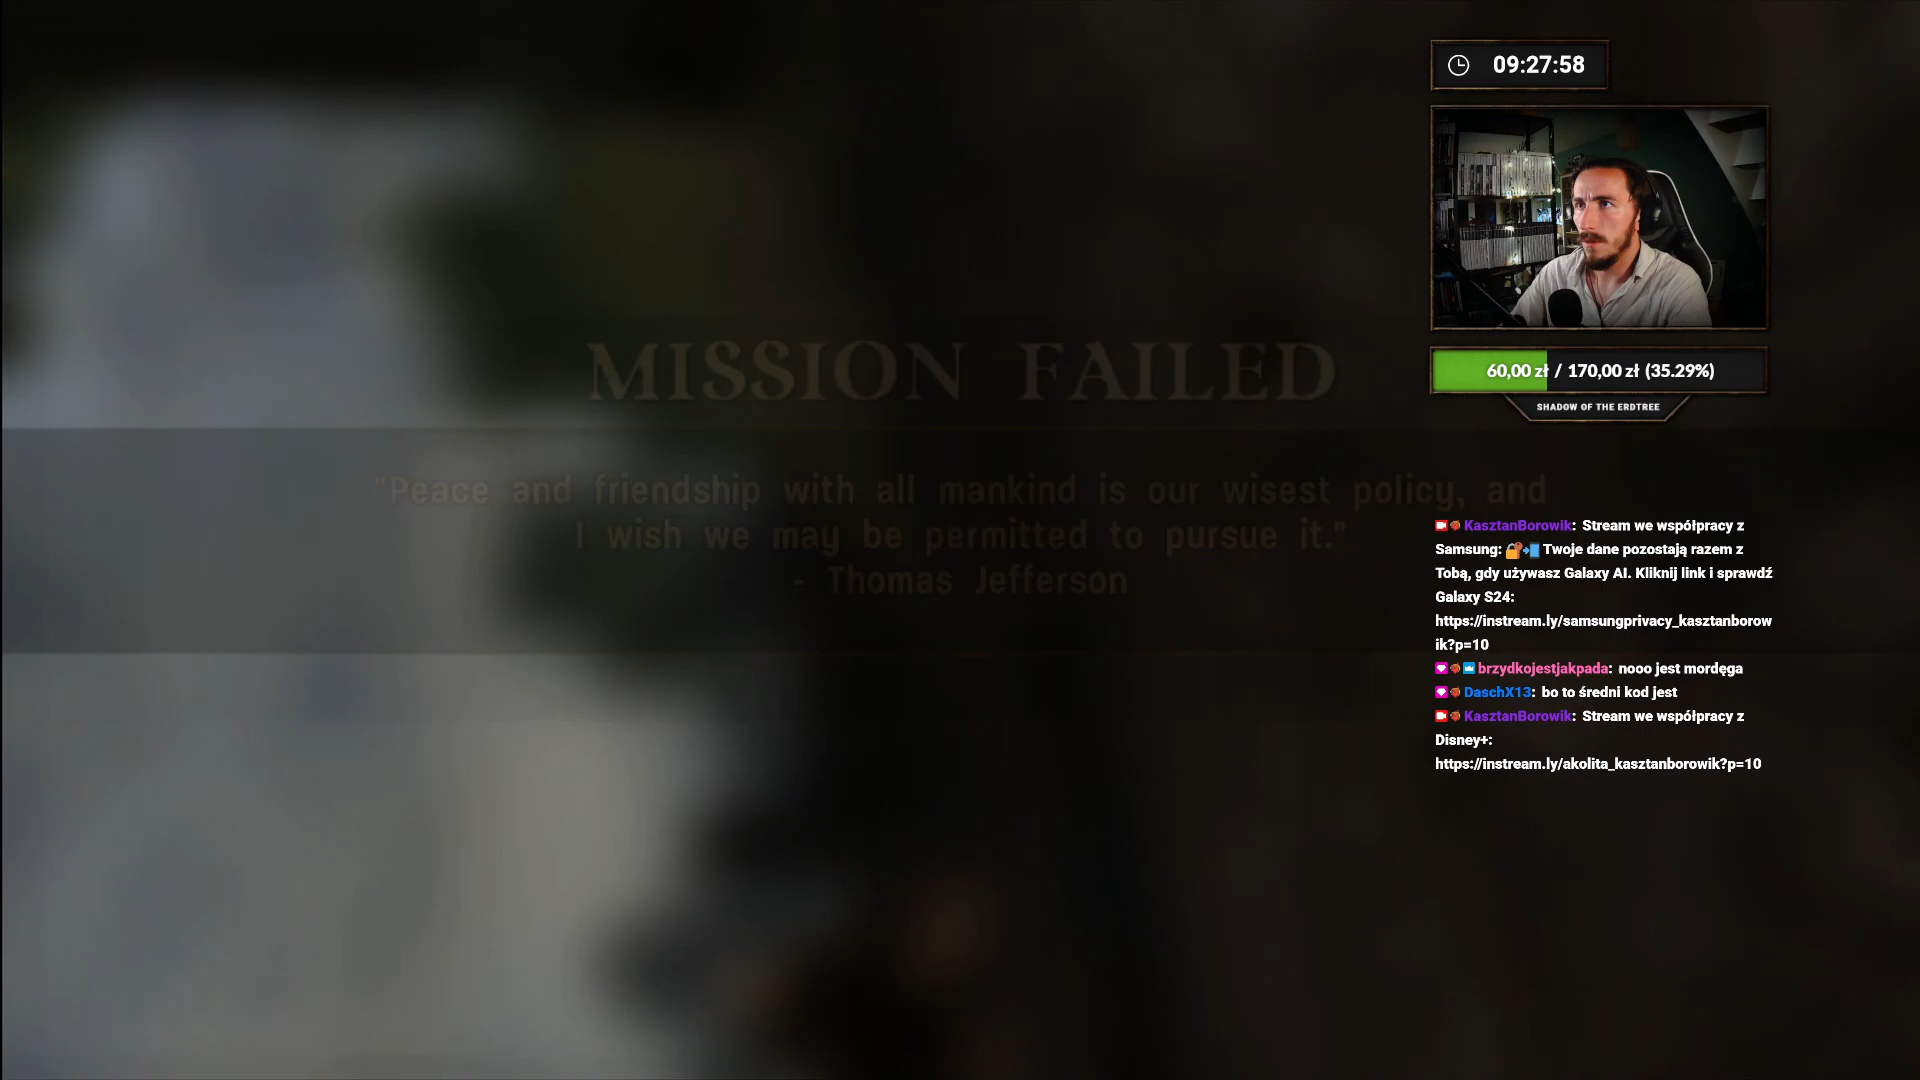 09:27:58
60,00 zł / 170,00 zł (35.29%)
SHADOW OF THE ERDTREE
MISSION FAILED
"Peace and friendship with all mankind is our wisest policy, and
I wish we may be permitted to pursue it."
- Thomas Jefferson
KasztanBorowik: Stream we współpracy z
Samsung: Twoje dane pozostają razem z
Tobą, gdy używasz Galaxy AI. Kliknij link i sprawdź
Galaxy S24:
https://instream.ly/samsungprivacy_kasztanborow
ik?p=10
brzydkojestjakpada: nooo jest mordęga
DaschX13: bo to średni kod jest
KasztanBorowik: Stream we współpracy z
Disney+:
https://instream.ly/akolita_kasztanborowik?p=10